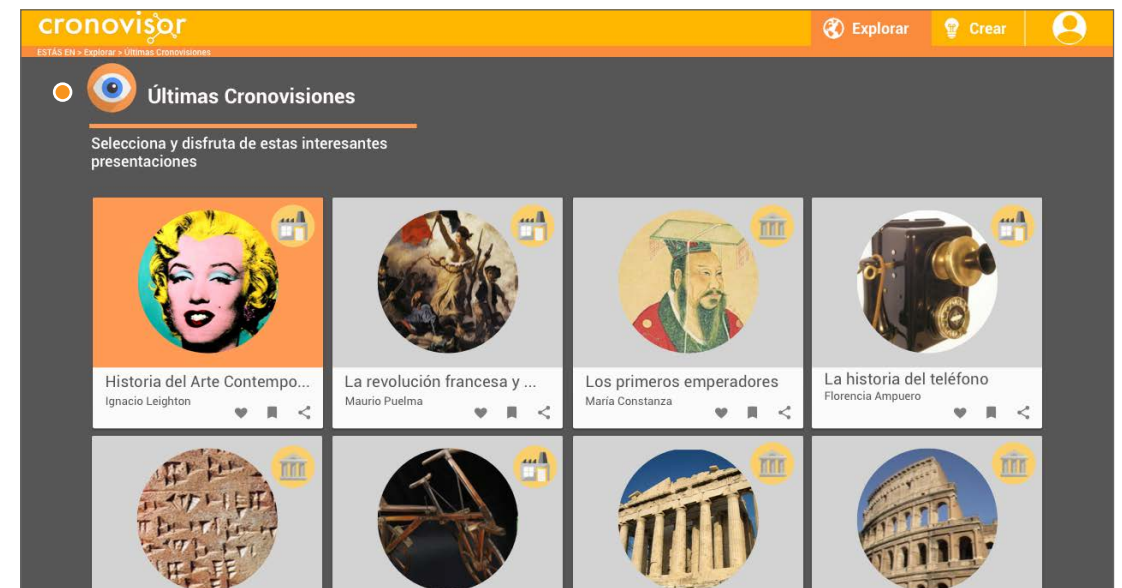 cronovisor
Explorar
Crear
ESTÁS EN > Explorar > Últimas Cronovisiones
Últimas Cronovisiones
Selecciona y disfruta de estas interesantes
presentaciones
Historia del Arte Contempo...
Ignacio Leighton
La revolución francesa y ...
Maurio Puelma
Los primeros emperadores
María Constanza
La historia del teléfono
Florencia Ampuero